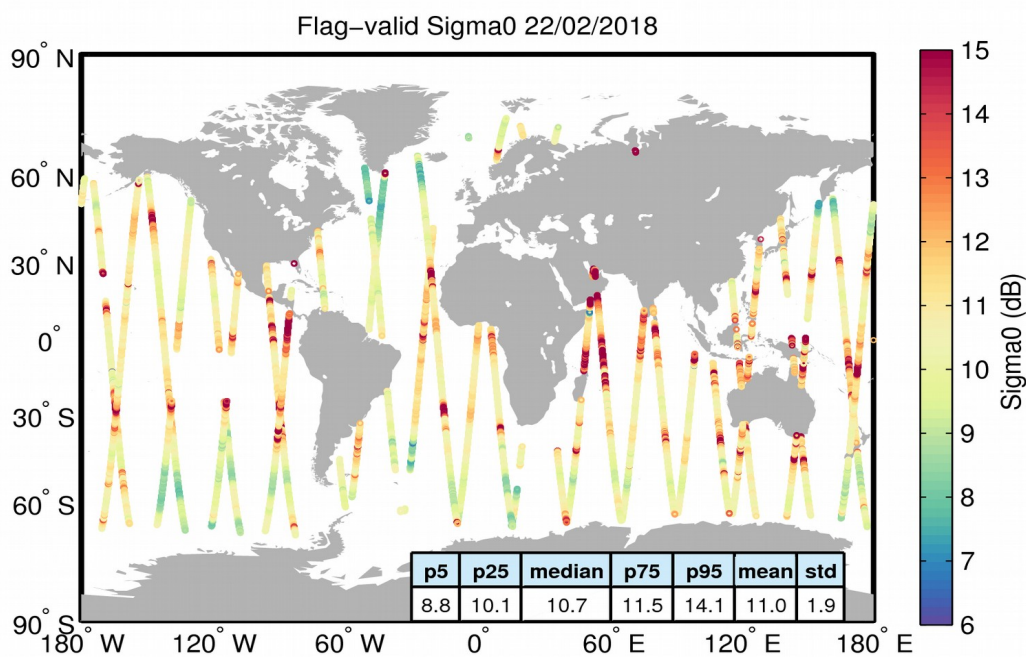 Flag−valid Sigma0 22/02/2018
90° N
60° N
30° N
0°
30° S
60° S
90° S
180° W
120° W
60° W
0°
60° E
120° E
180° E
p5 p25 median p75 p95 mean std
8.8 10.1 10.7 11.5 14.1 11.0 1.9
15
14
13
12
11
10
9
8
7
6
Sigma0 (dB)